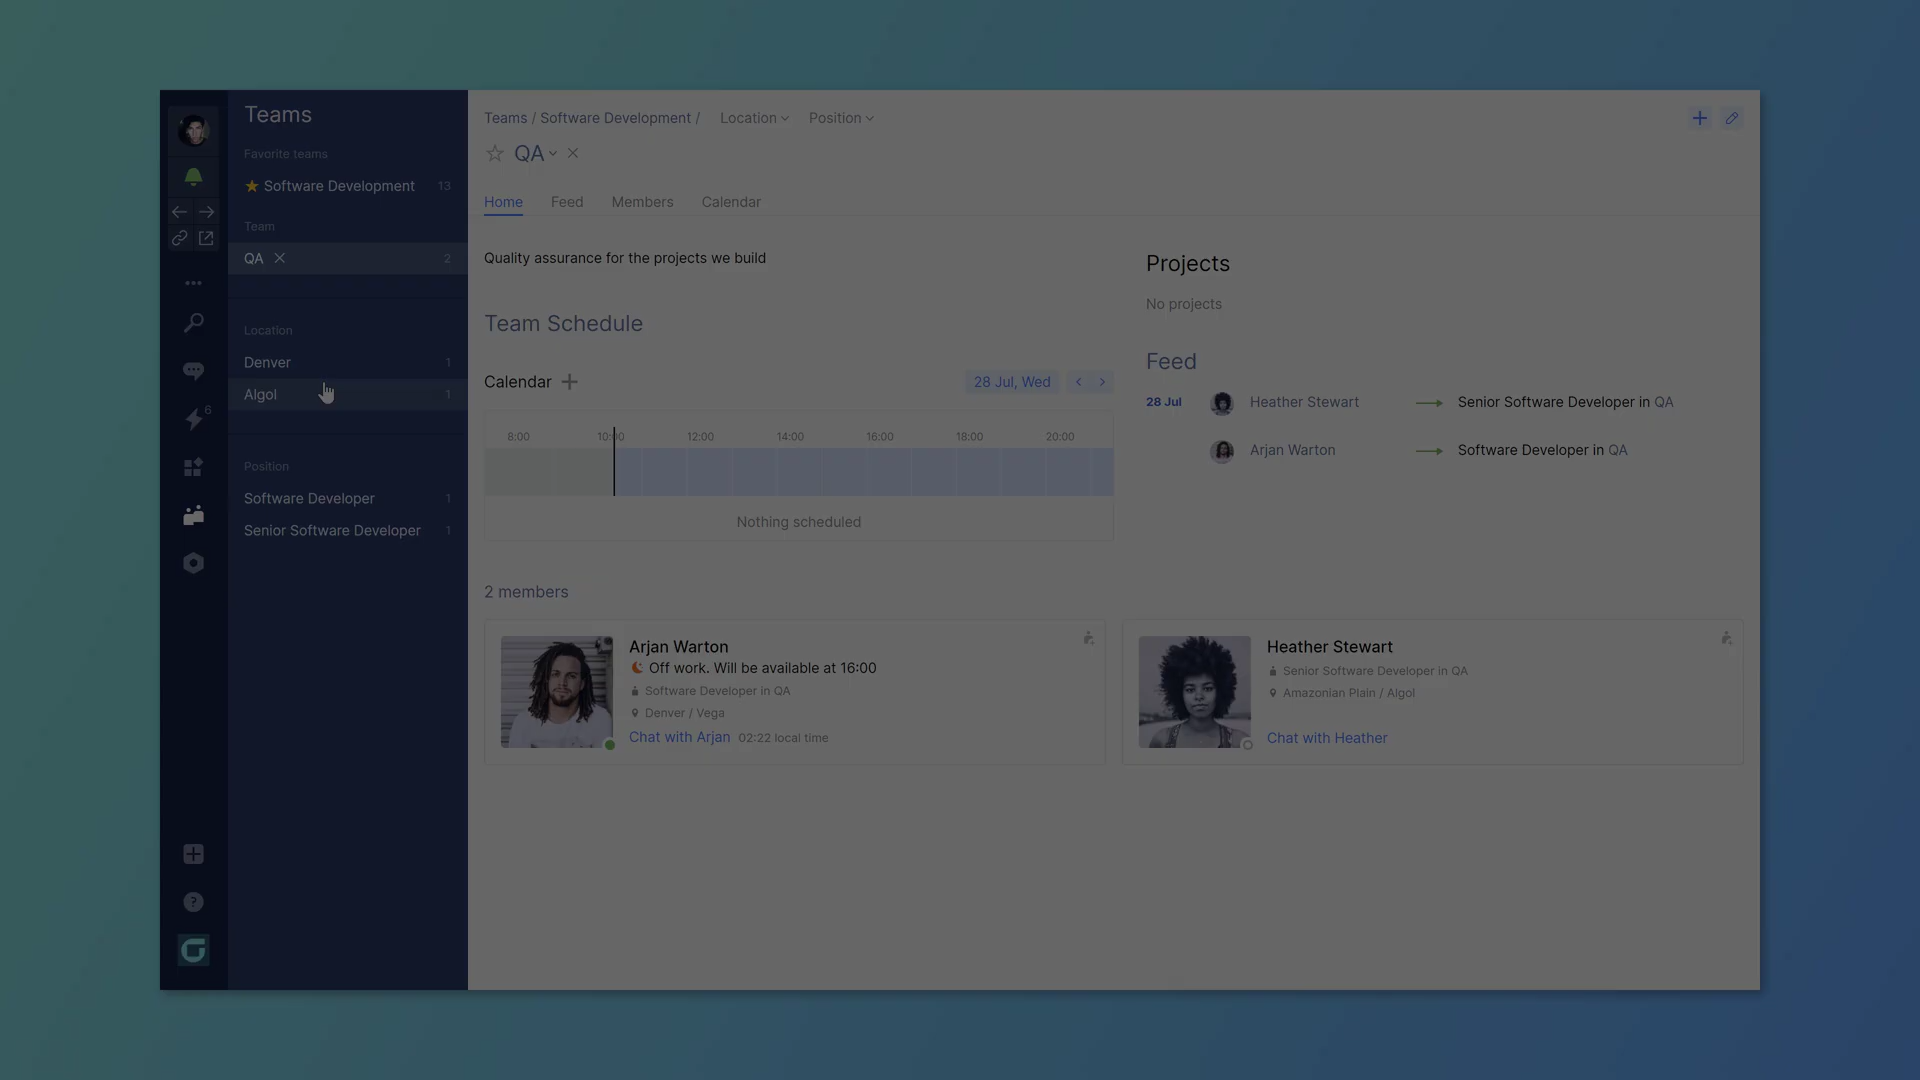 Teams
Favorite teams
Software Development 13
Team
QA 2
Location
Denver 1
Algol 1
Position
Software Developer 1
Senior Software Developer 1
6
Teams / Software Development / Location Position
QA
Home Feed Members Calendar
Quality assurance for the projects we build
Team Schedule
Calendar 28 Jul, Wed
8:00 10:00 12:00 14:00 16:00 18:00 20:00
Nothing scheduled
Projects
No projects
Feed
28 Jul Heather Stewart Senior Software Developer in QA
Arjan Warton Software Developer in QA
2 members
Arjan Warton
Off work. Will be available at 16:00
Software Developer in QA
Denver / Vega
Chat with Arjan 02:22 local time
Heather Stewart
Senior Software Developer in QA
Amazonian Plain / Algol
Chat with Heather